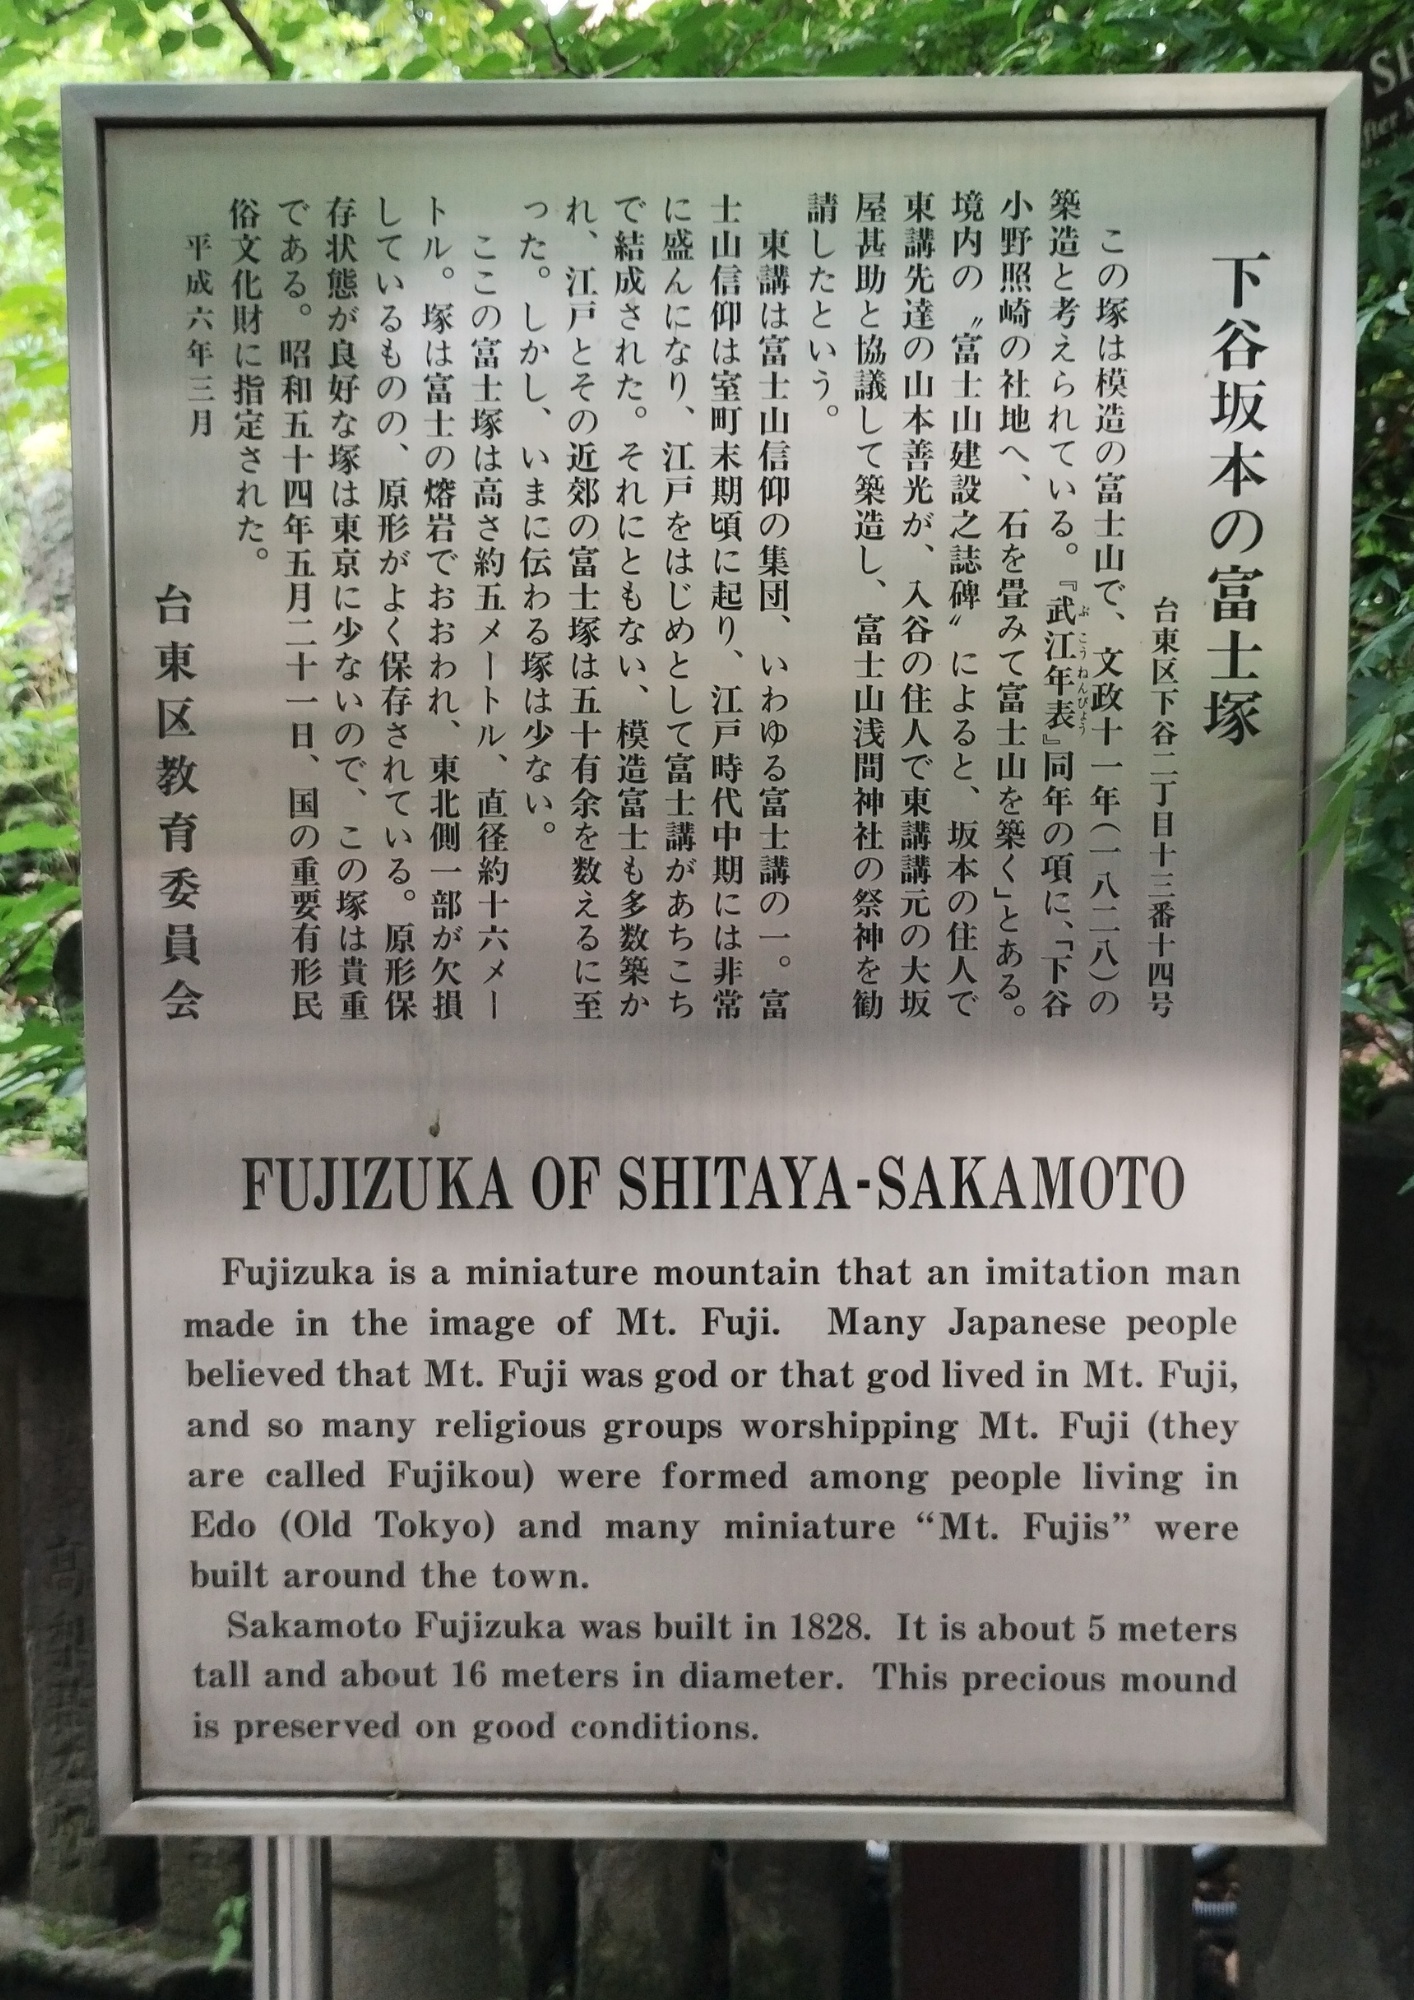 下谷坂本の富士塚
台東区下谷二丁目十三番十四号
この塚は模造の富士山で、文政十一年(一八二八)の
築造と考えられている。『武江年表』同年の項に、「下谷
ぶこうねんぴょう
小野照崎の社地へ、石を畳みて富士山を築く」とある。
境内の〝富士山建設之誌碑〟によると、坂本の住人で
東講先達の山本善光が、入谷の住人で東講講元の大坂
屋甚助と協議して築造し、富士山浅間神社の祭神を勧
請したという。
東講は富士山信仰の集団、いわゆる富士講の一。富
士山信仰は室町末期頃に起り、江戸時代中期には非常
に盛んになり、江戸をはじめとして富士講があちこち
で結成された。それにともない、模造富士も多数築か
れ、江戸とその近郊の富士塚は五十有余を数えるに至
った。しかし、いまに伝わる塚は少ない。
ここの富士塚は高さ約五メートル、直径約十六メー
トル。塚は富士の熔岩でおおわれ、東北側一部が欠損
しているものの、原形がよく保存されている。原形保
存状態が良好な塚は東京に少ないので、この塚は貴重
である。昭和五十四年五月二十一日、国の重要有形民
俗文化財に指定された。
平成六年三月
台東区教育委員会
FUJIZUKA OF SHITAYA-SAKAMOTO
Fujizuka is a miniature mountain that an imitation man
made in the image of Mt. Fuji. Many Japanese people
believed that Mt. Fuji was god or that god lived in Mt. Fuji,
and so many religious groups worshipping Mt. Fuji (they
are called Fujikou) were formed among people living in
Edo (Old Tokyo) and many miniature “Mt. Fujis” were
built around the town.
Sakamoto Fujizuka was built in 1828. It is about 5 meters
tall and about 16 meters in diameter. This precious mound
is preserved on good conditions.